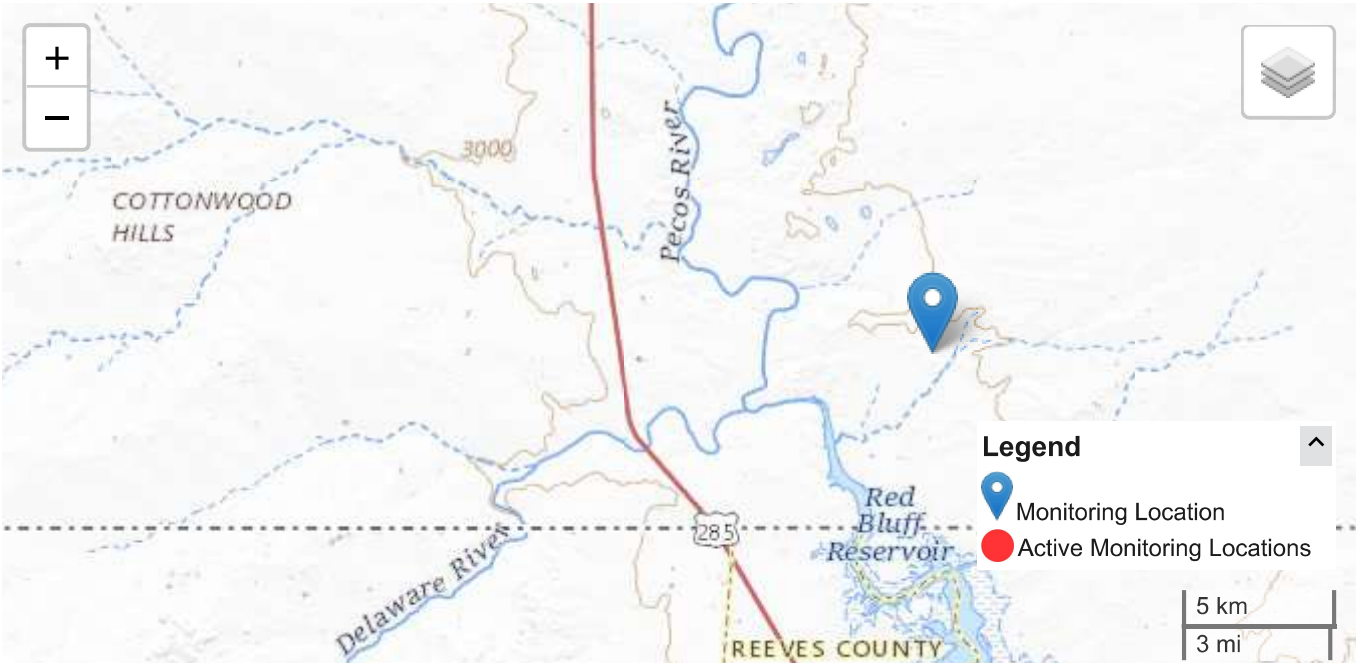 +
−
3000
Pecos River
COTTONWOOD
HILLS
Legend
Monitoring Location
Active Monitoring Locations
Red
Bluff
Reservoir
285
Delaware River
5 km
3 mi
REEVES COUNTY